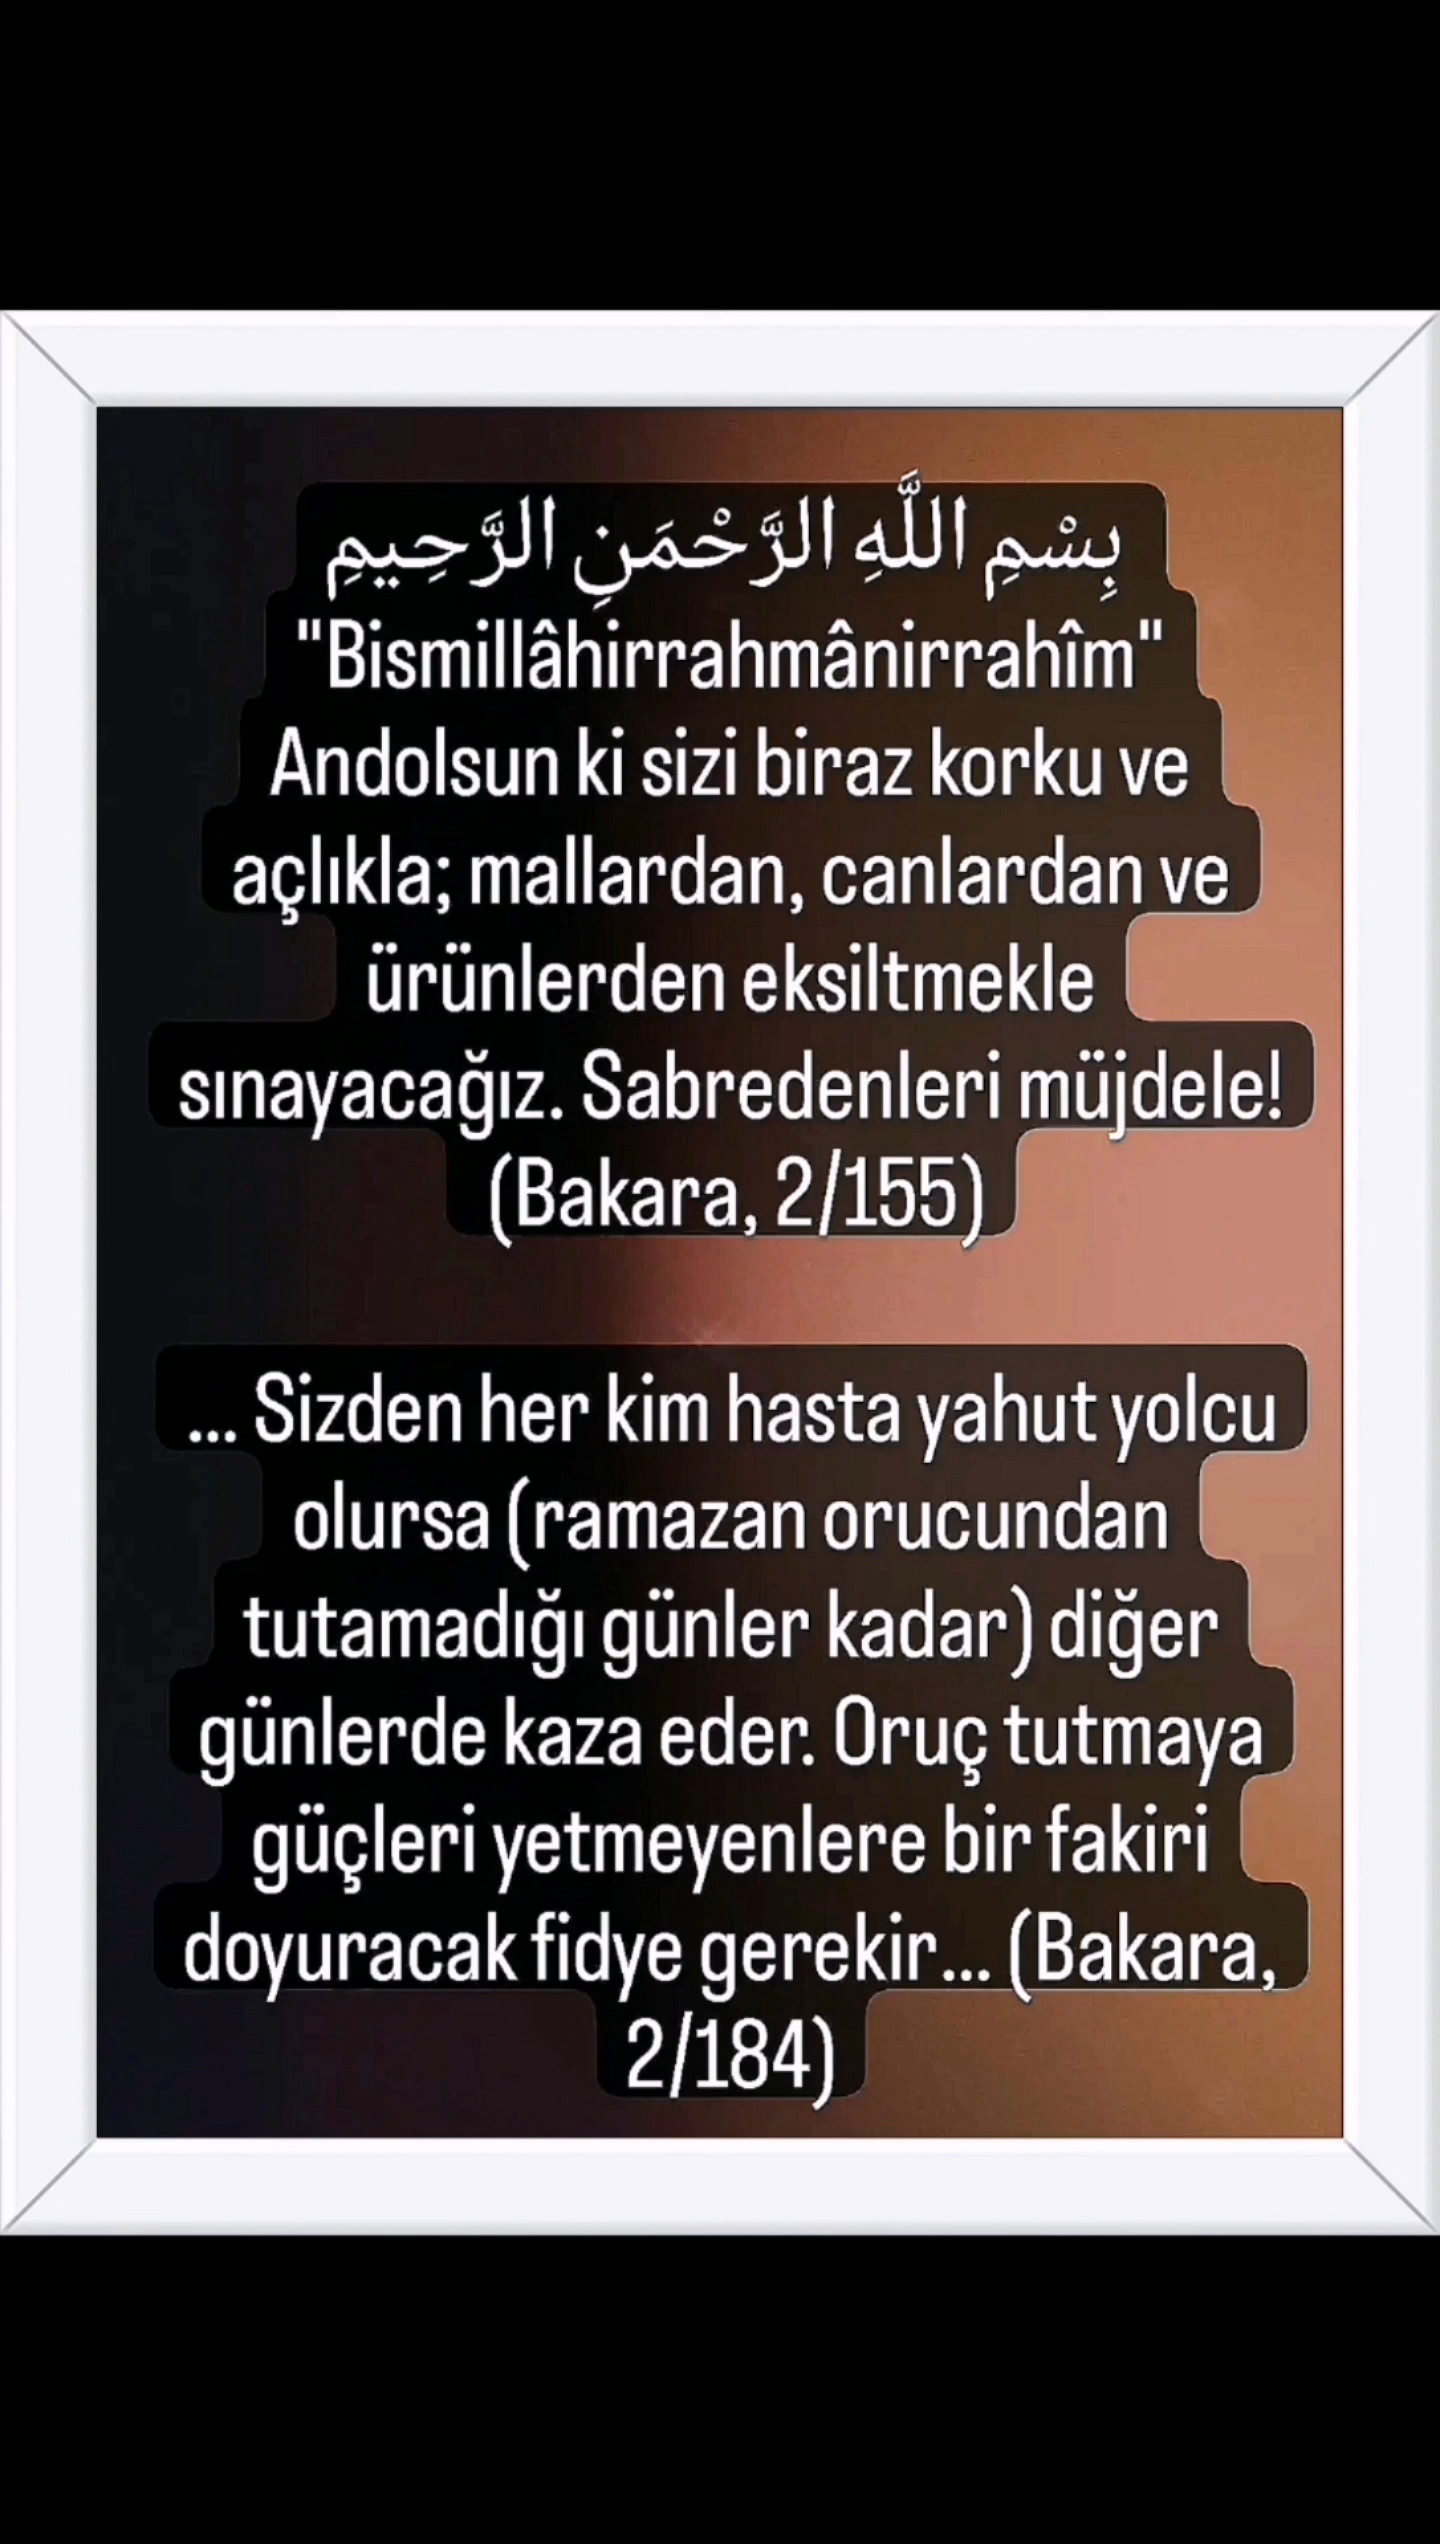 بِسْمِ اللَّهِ الرَّحْمَنِ الرَّحِيمِ
"Bismillâhirrahmânirrahîm"
Andolsun ki sizi biraz korku ve
açlıkla; mallardan, canlardan ve
ürünlerden eksiltmekle
sınayacağız. Sabredenleri müjdele!
(Bakara, 2/155)
... Sizden her kim hasta yahut yolcu
olursa (ramazan orucundan
tutamadığı günler kadar) diğer
günlerde kaza eder. Oruç tutmaya
güçleri yetmeyenlere bir fakiri
doyuracak fidye gerekir... (Bakara,
2/184)